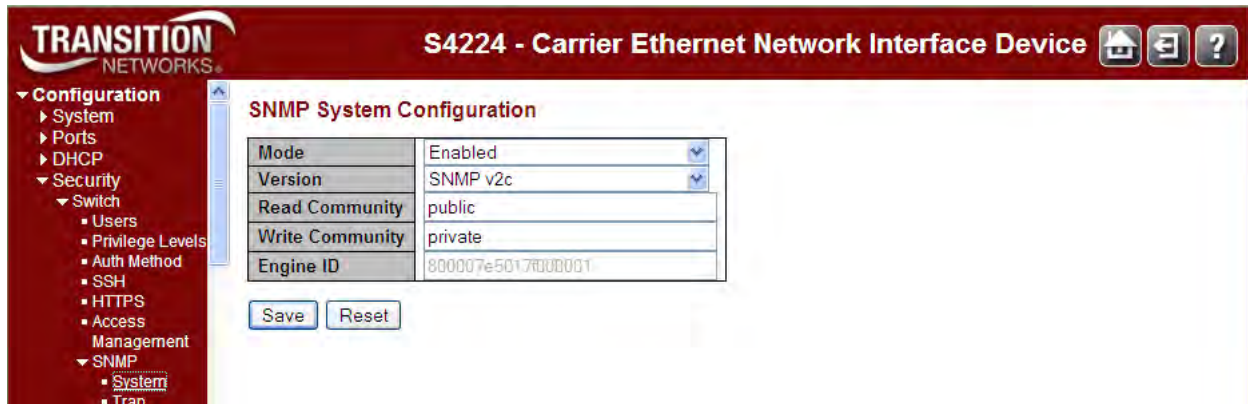 TRANSITION
NETWORKS®
S4224 - Carrier Ethernet Network Interface Device
Configuration
System
Ports
DHCP
Security
Switch
Users
Privilege Levels
Auth Method
SSH
HTTPS
Access
Management
SNMP
System
Trap
SNMP System Configuration
Mode Enabled
Version SNMP v2c
Read Community public
Write Community private
Engine ID 800007e5017f000001
Save Reset